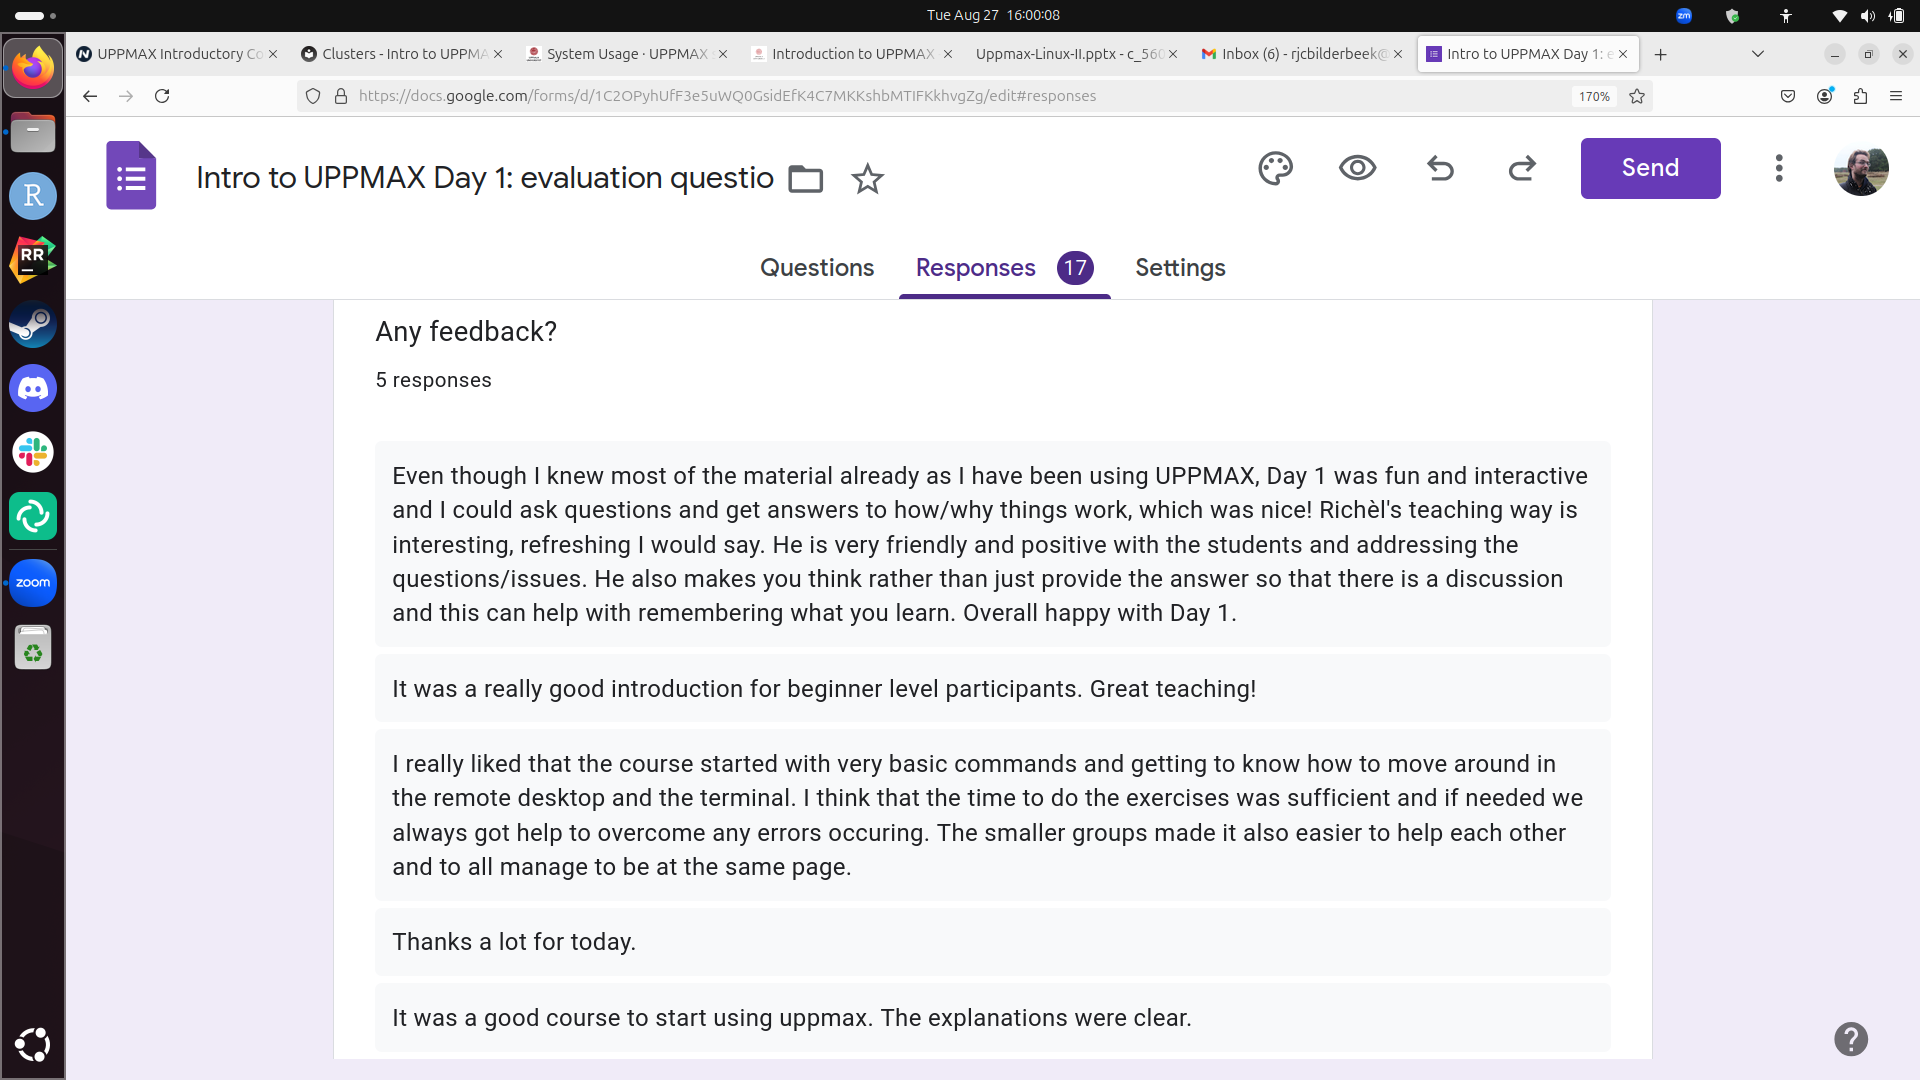 Tue Aug 27 16:00:08
zm
UPPMAX Introductory Co
Clusters - Intro to UPPMA
System Usage · UPPMAX
Introduction to UPPMAX
Uppmax-Linux-II.pptx - c_560
Inbox (6) - rjcbilderbeek@
Intro to UPPMAX Day 1: e
https://docs.google.com/forms/d/1C2OPyhUfF3e5uWQ0GsidEfK4C7MKKshbMTIFKkhvgZg/edit#responses
170%
Intro to UPPMAX Day 1: evaluation questio
Send
Questions
Responses 17
Settings
R
RR
zoom
Any feedback?
5 responses
Even though I knew most of the material already as I have been using UPPMAX, Day 1 was fun and interactive
and I could ask questions and get answers to how/why things work, which was nice! Richèl's teaching way is
interesting, refreshing I would say. He is very friendly and positive with the students and addressing the
questions/issues. He also makes you think rather than just provide the answer so that there is a discussion
and this can help with remembering what you learn. Overall happy with Day 1.
It was a really good introduction for beginner level participants. Great teaching!
I really liked that the course started with very basic commands and getting to know how to move around in
the remote desktop and the terminal. I think that the time to do the exercises was sufficient and if needed we
always got help to overcome any errors occuring. The smaller groups made it also easier to help each other
and to all manage to be at the same page.
Thanks a lot for today.
It was a good course to start using uppmax. The explanations were clear.